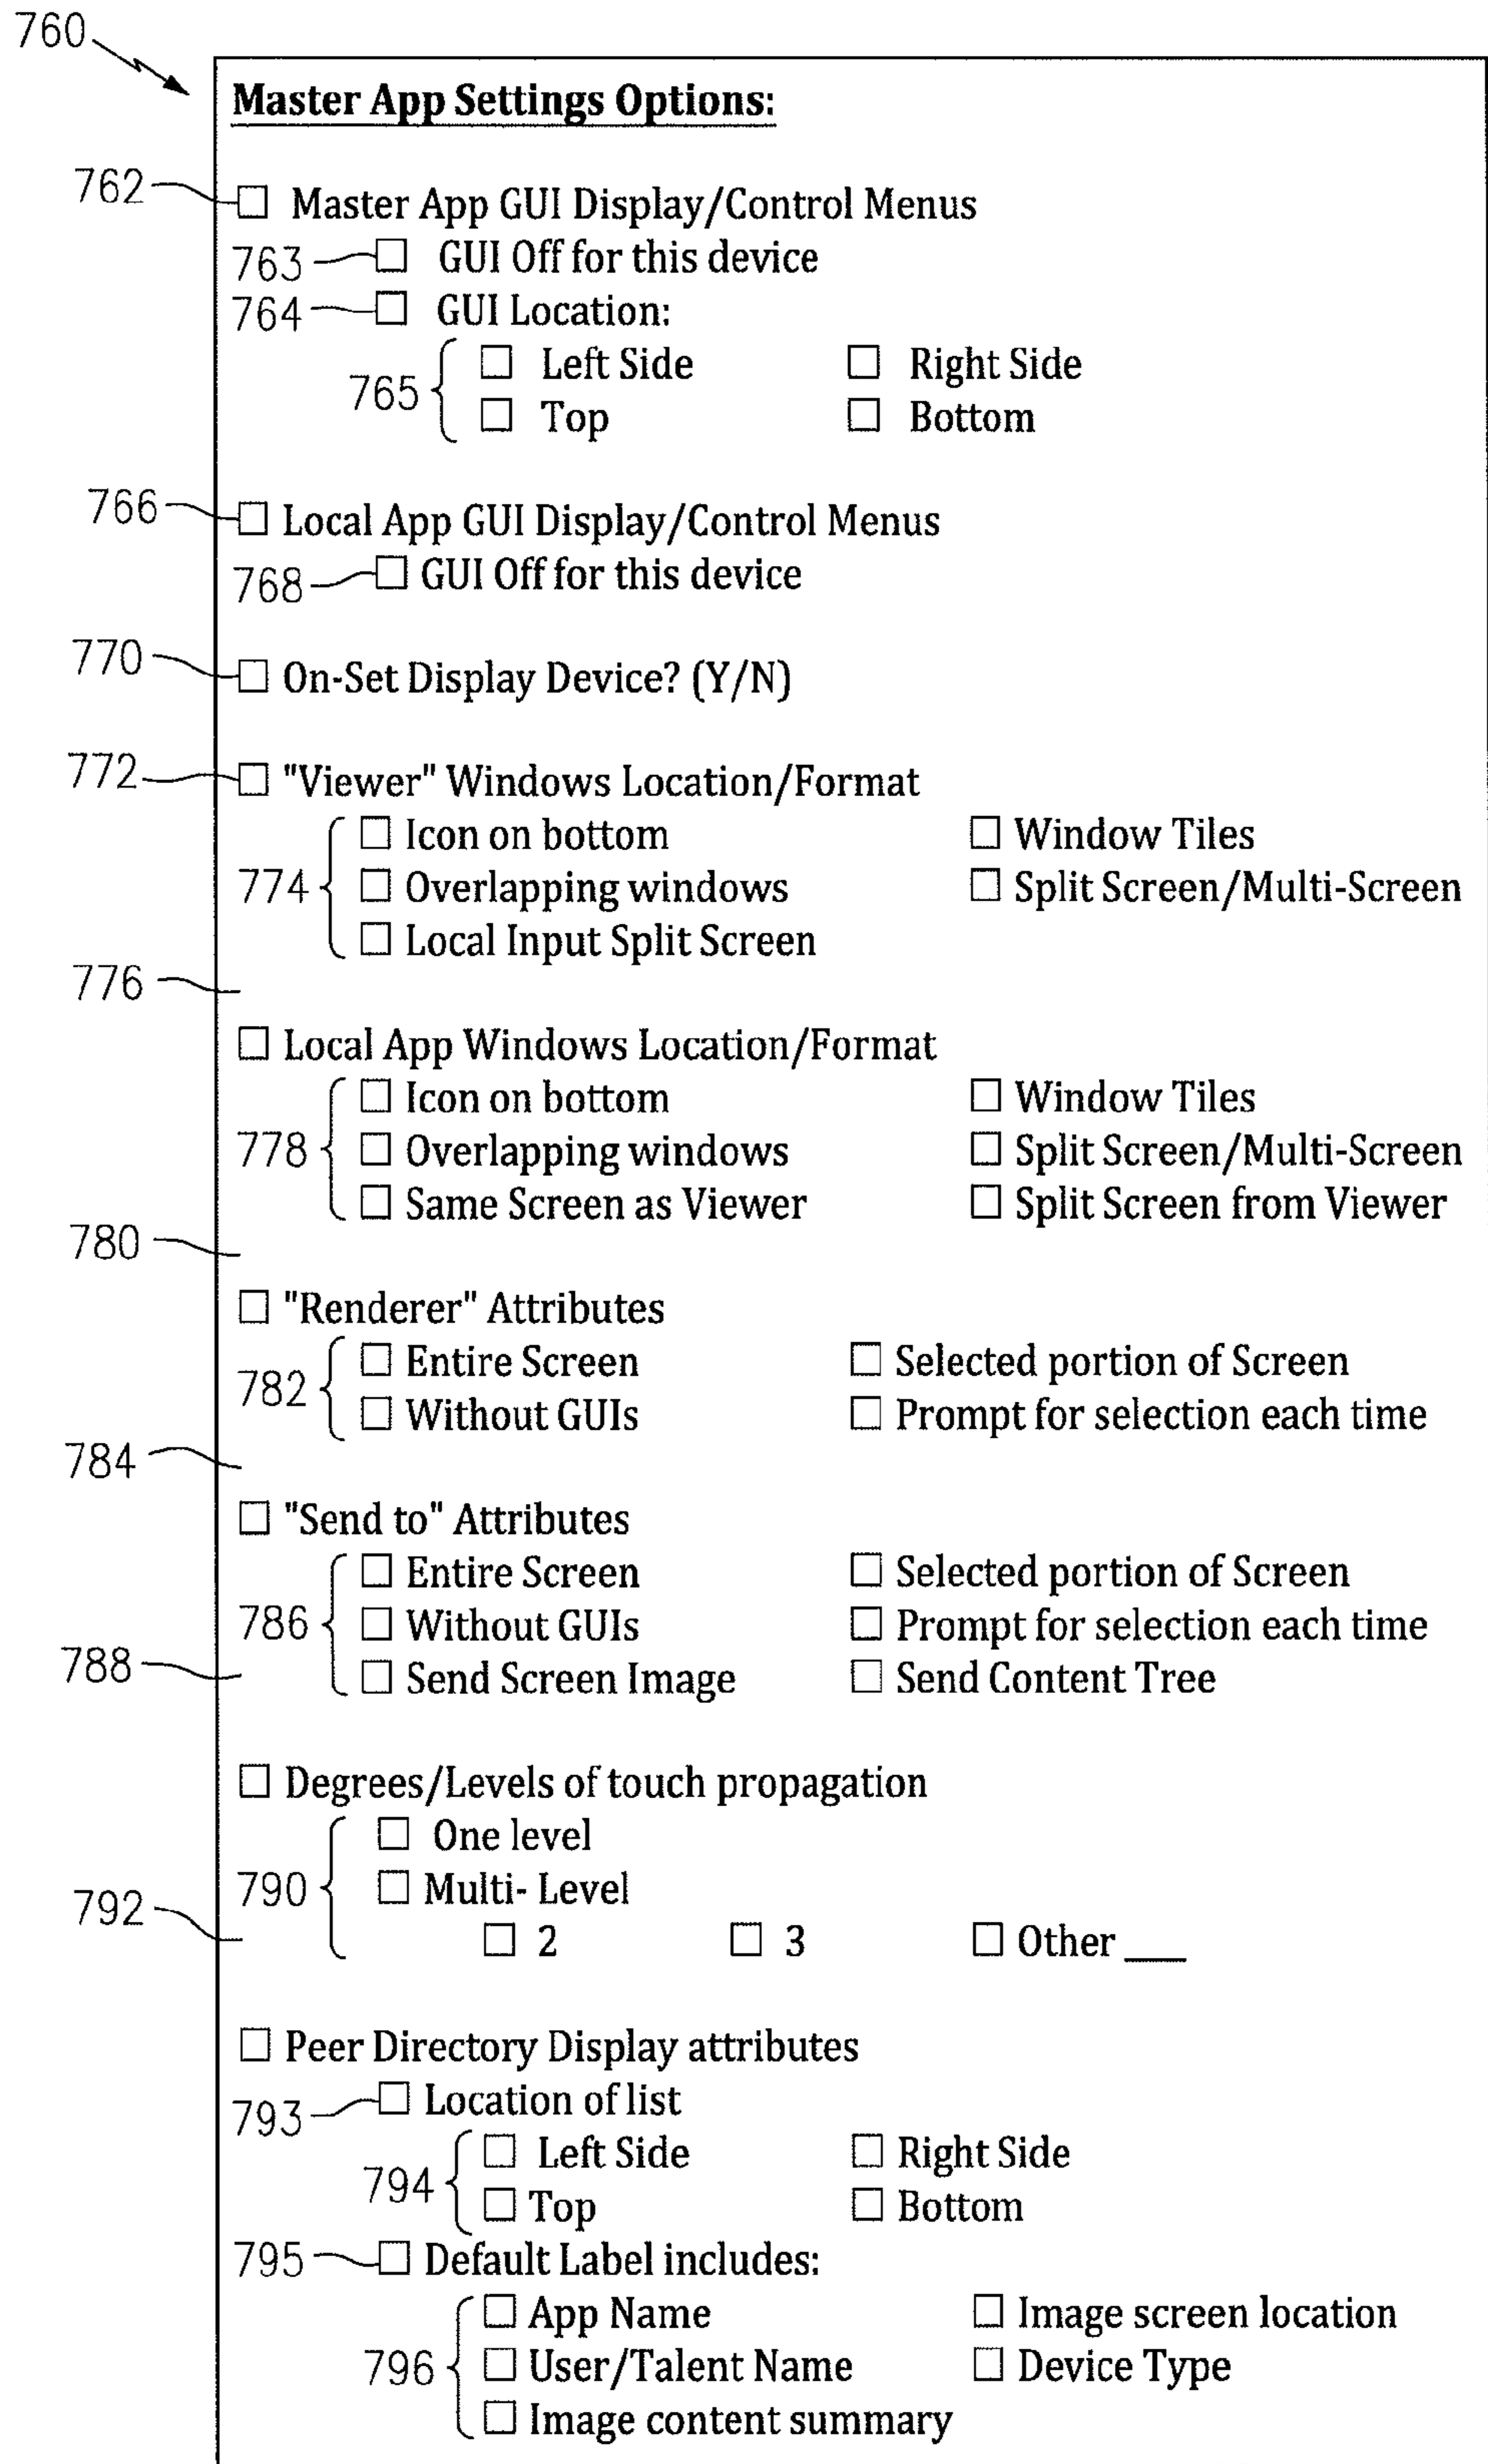 760
Master App Settings Options:
762 ☐ Master App GUI Display/Control Menus
763 ☐ GUI Off for this device
764 ☐ GUI Location:
☐ Left Side ☐ Right Side
765
☐ Top ☐ Bottom
766 ☐ Local App GUI Display/Control Menus
768 ☐ GUI Off for this device
770 ☐ On-Set Display Device? (Y/N)
772 ☐ "Viewer" Windows Location/Format
☐ Icon on bottom ☐ Window Tiles
774 ☐ Overlapping windows ☐ Split Screen/Multi-Screen
☐ Local Input Split Screen
776
☐ Local App Windows Location/Format
☐ Icon on bottom ☐ Window Tiles
778 ☐ Overlapping windows ☐ Split Screen/Multi-Screen
☐ Same Screen as Viewer ☐ Split Screen from Viewer
780
☐ "Renderer" Attributes
☐ Entire Screen ☐ Selected portion of Screen
782
☐ Without GUIs ☐ Prompt for selection each time
784
☐ "Send to" Attributes
☐ Entire Screen ☐ Selected portion of Screen
786 ☐ Without GUIs ☐ Prompt for selection each time
788 ☐ Send Screen Image ☐ Send Content Tree
☐ Degrees/Levels of touch propagation
☐ One level
790 ☐ Multi- Level
792 ☐ 2 ☐ 3 ☐ Other ___
☐ Peer Directory Display attributes
793 ☐ Location of list
☐ Left Side ☐ Right Side
794
☐ Top ☐ Bottom
795 ☐ Default Label includes:
☐ App Name ☐ Image screen location
796 ☐ User/Talent Name ☐ Device Type
☐ Image content summary